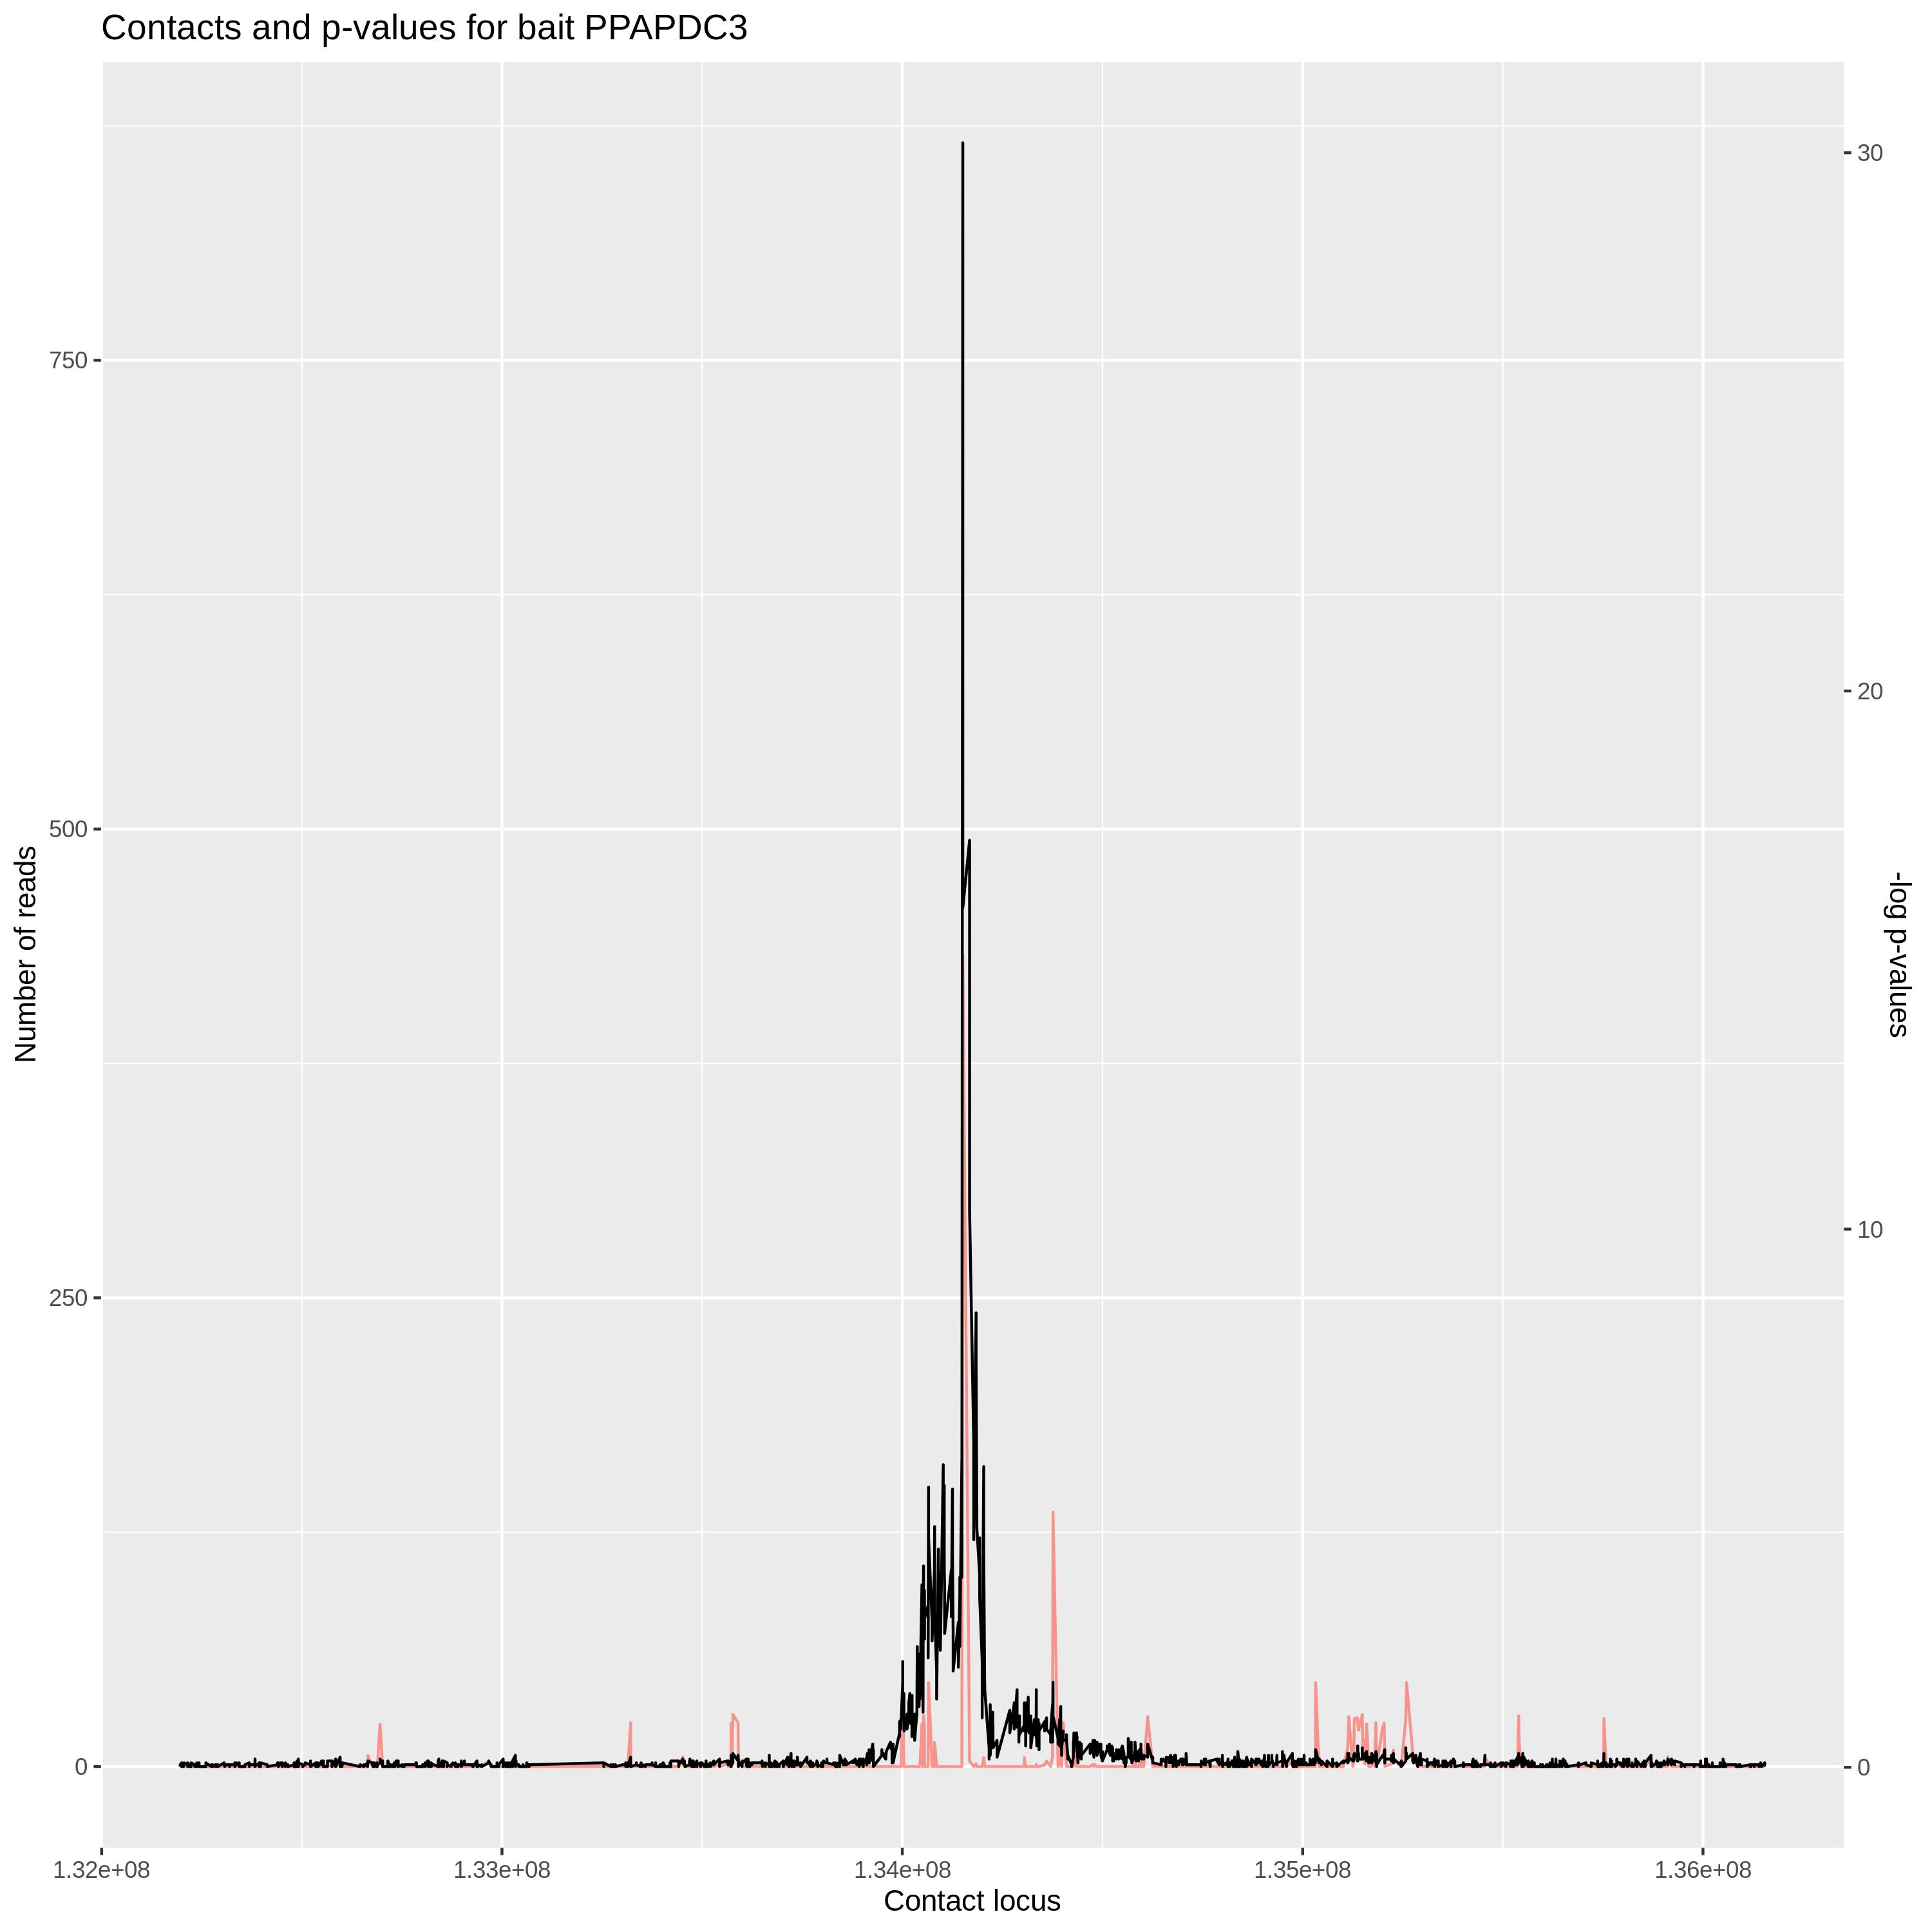 Contacts and p-values for bait PPAPDC3
Number of reads
750
500
250
0
30
20
10
0
-log p-values
1.32e+08 1.33e+08 1.34e+08 1.35e+08 1.36e+08
Contact locus